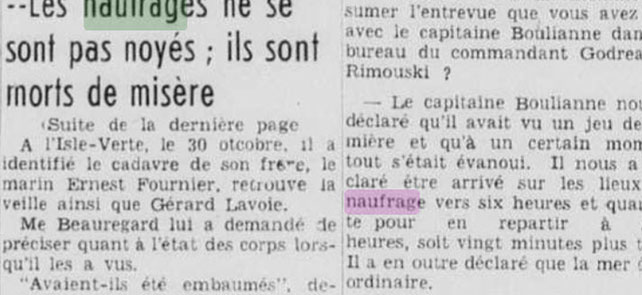 --Les naufragés ne se
sont pas noyés ; ils sont
morts de misère
(Suite de la dernière page
A l'Isle-Verte, le 30 otcobre, il a
identifié le cadavre de son frère, le
marin Ernest Fournier, retrouve la
veille ainsi que Gérard Lavoie.
Me Beauregard lui a demandé de
préciser quant à l'état des corps lors-
qu'il les a vus.
"Avaient-ils été embaumés", de-
sumer l'entrevue que vous avez
avec le capitaine Boulianne dan
bureau du commandant Godrea
Rimouski ?
— Le capitaine Boulianne nou
déclaré qu'il avait vu un jeu de
mière et qu'à un certain mom
tout s'était évanoui. Il nous a
claré être arrivé sur les lieux
naufrage vers six heures et quar
te pour en repartir à
heures, soit vingt minutes plus t
Il a en outre déclaré que la mer
ordinaire.